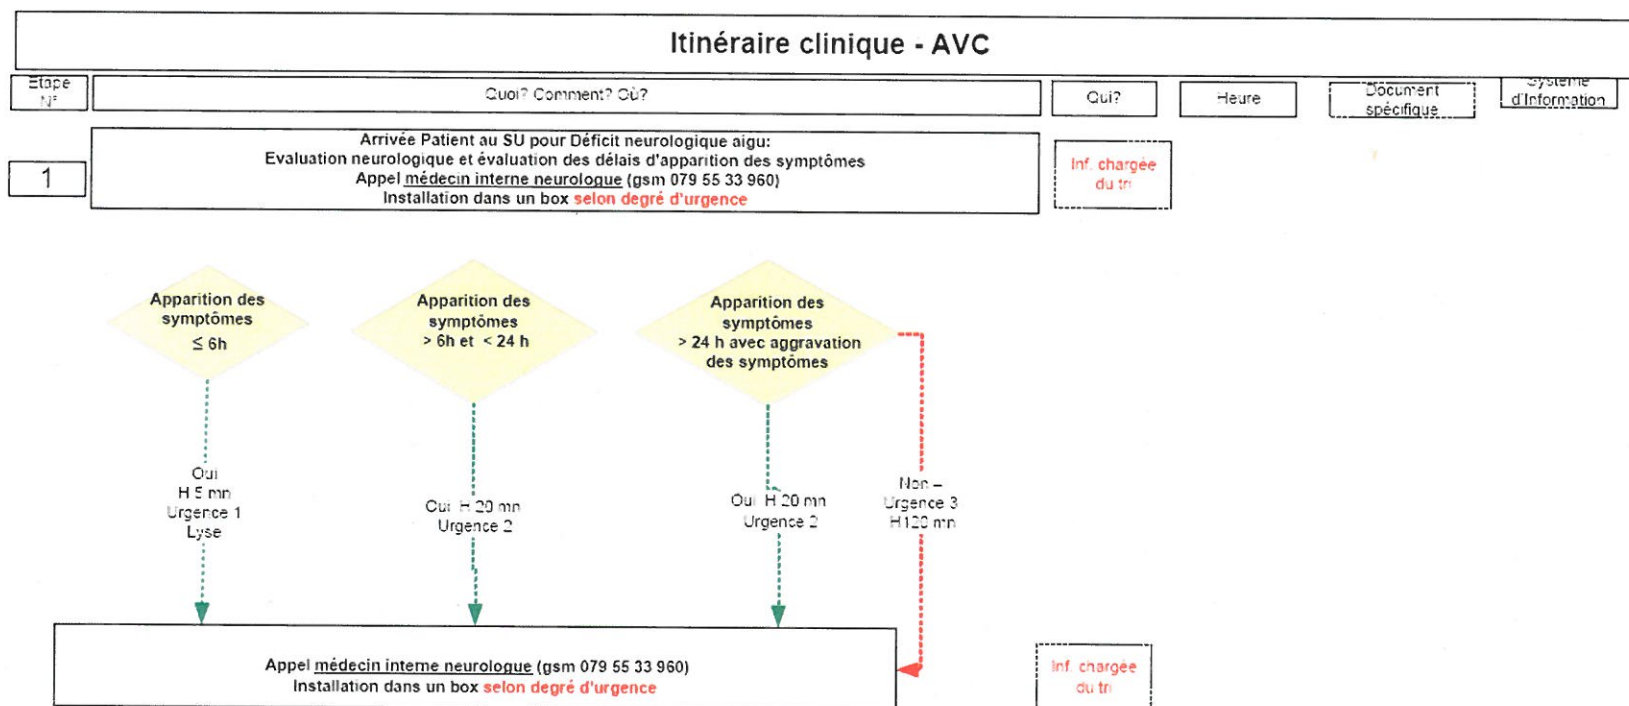 Itinéraire clinique - AVC
Etape
N°
Quoi? Comment? Où?
Qui?
Heure
Document
spécifique
Système
d'Information
1
Arrivée Patient au SU pour Déficit neurologique aigu:
Evaluation neurologique et évaluation des délais d'apparition des symptômes
Appel médecin interne neurologue (gsm 079 55 33 960)
Installation dans un box selon degré d'urgence
Inf. chargée
du tri
Apparition des
symptômes
≤ 6h
Apparition des
symptômes
> 6h et < 24 h
Apparition des
symptômes
> 24 h avec aggravation
des symptômes
Oui
H 5 mn
Urgence 1
Lyse
Oui H 20 mn
Urgence 2
Oui H 20 mn
Urgence 2
Non –
Urgence 3
H120 mn
Appel médecin interne neurologue (gsm 079 55 33 960)
Installation dans un box selon degré d'urgence
Inf. chargée
du tri